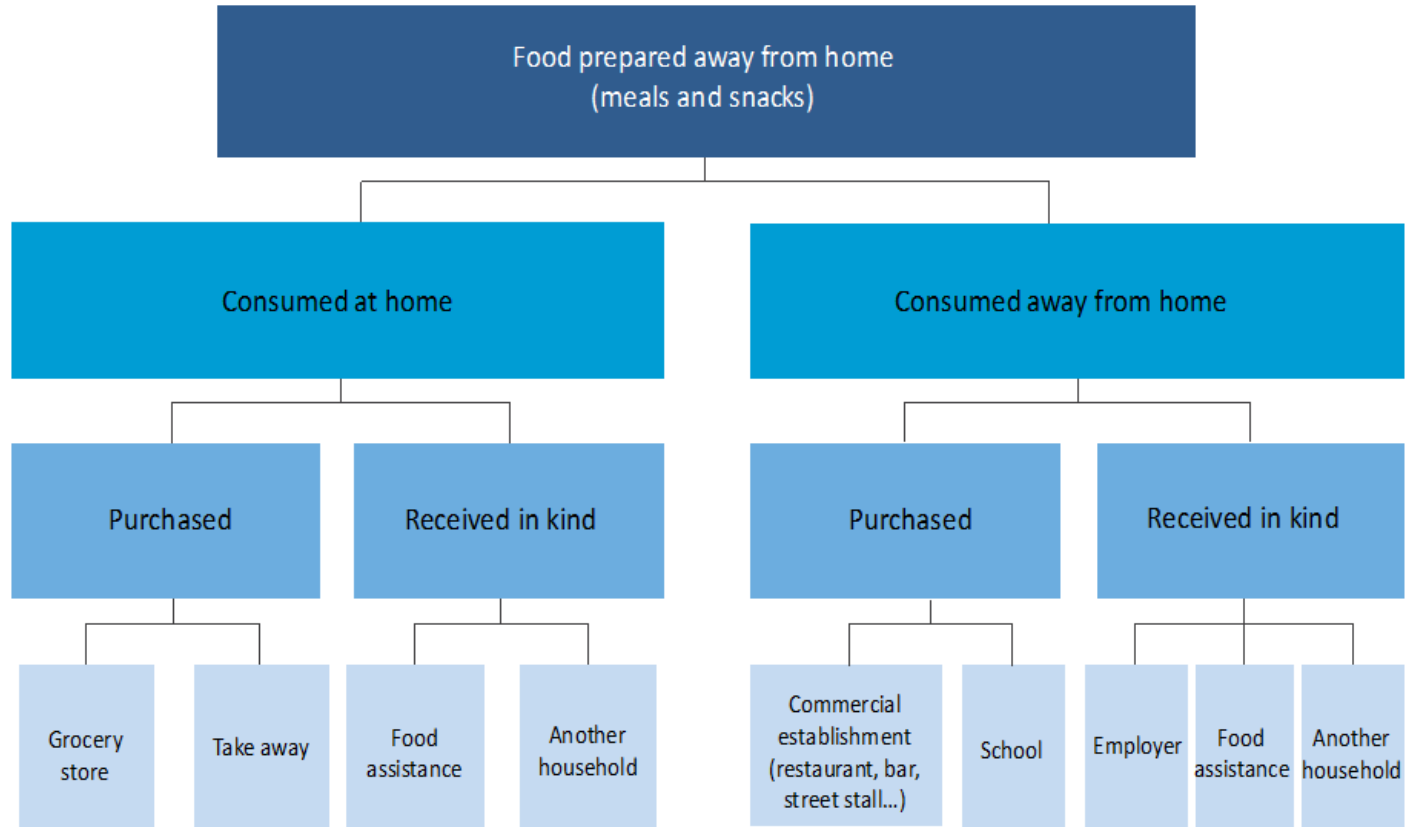 Food prepared away from home
(meals and snacks)
Consumed at home
Consumed away from home
Purchased
Received in kind
Purchased
Received in kind
Grocery
store
Take away
Food
assistance
Another
household
Commercial
establishment
(restaurant, bar,
street stall...)
School
Employer
Food
assistance
Another
household